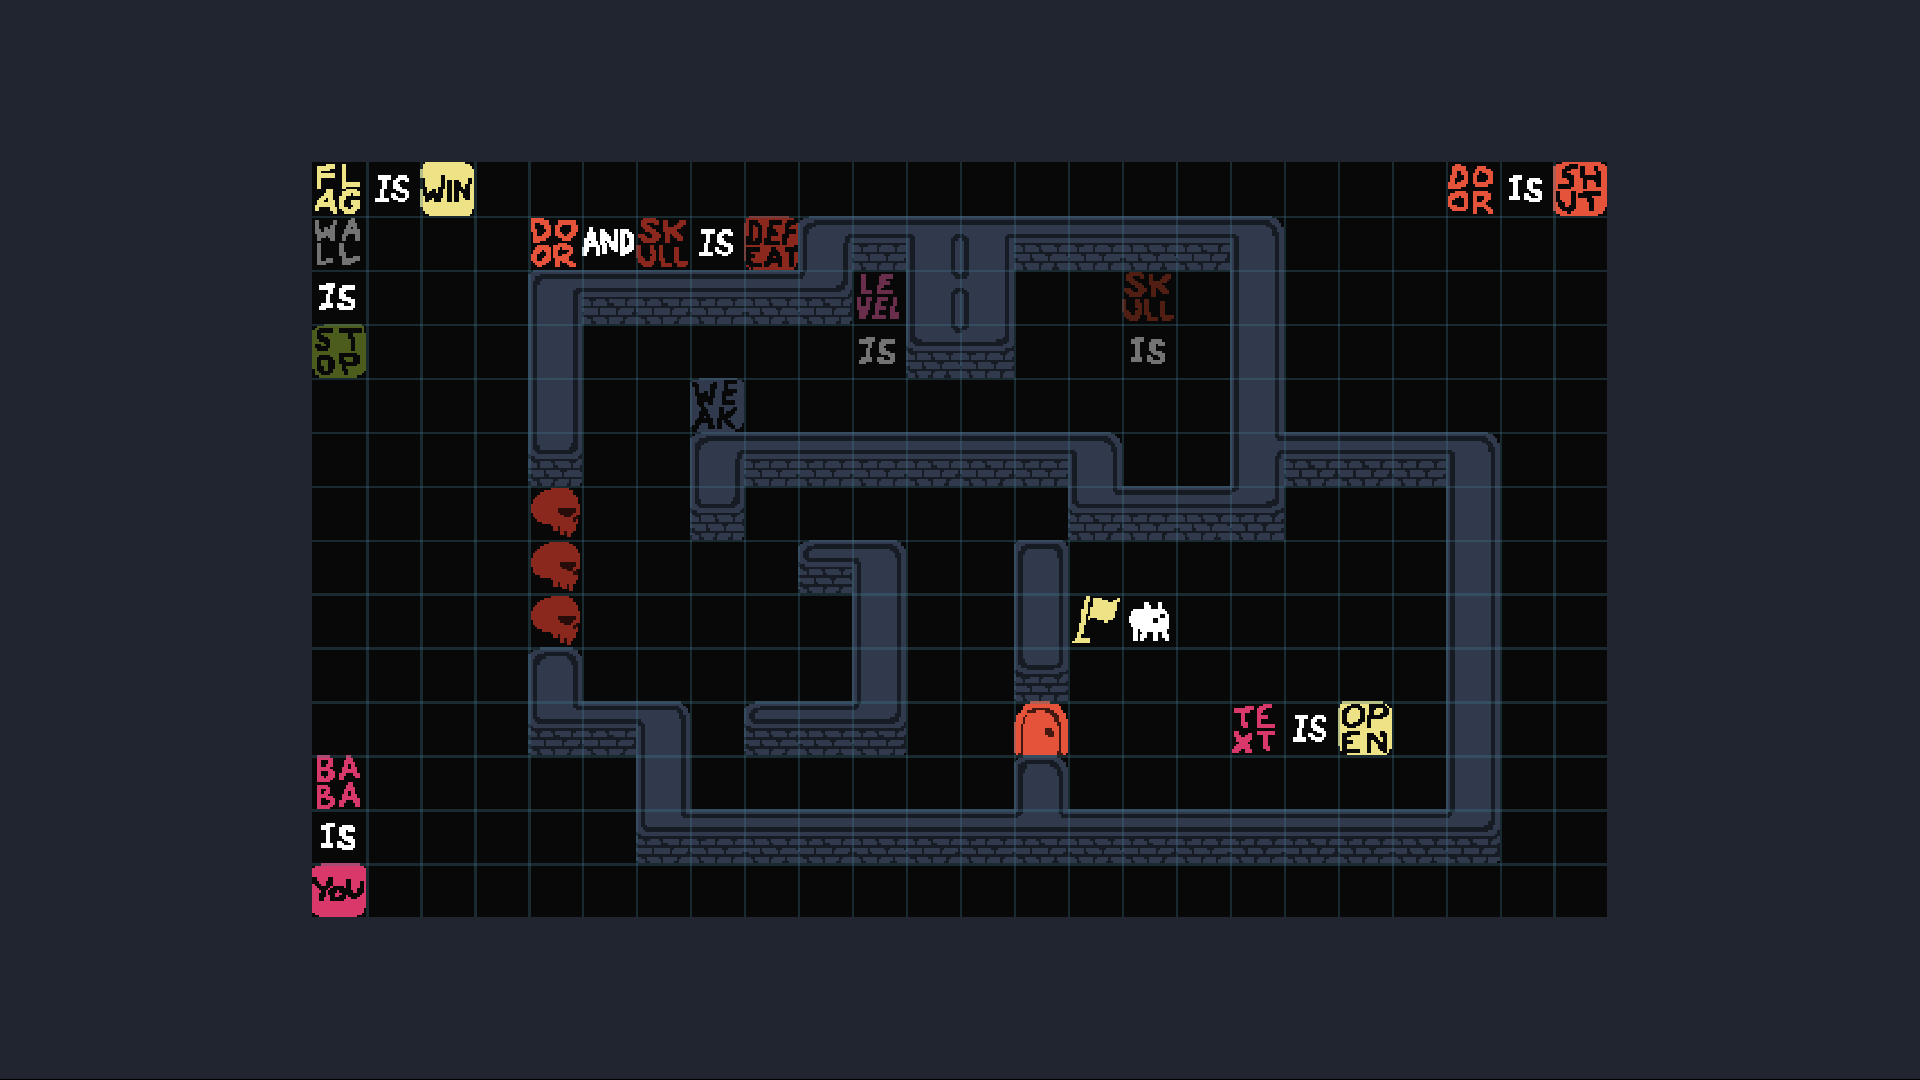 FLAG IS WIN
DOOR IS SHUT
WALL IS STOP
DOOR AND SKULL IS DEFEAT
LEVEL IS
SKULL IS
WEAK
TEXT IS OPEN
BABA IS YOU